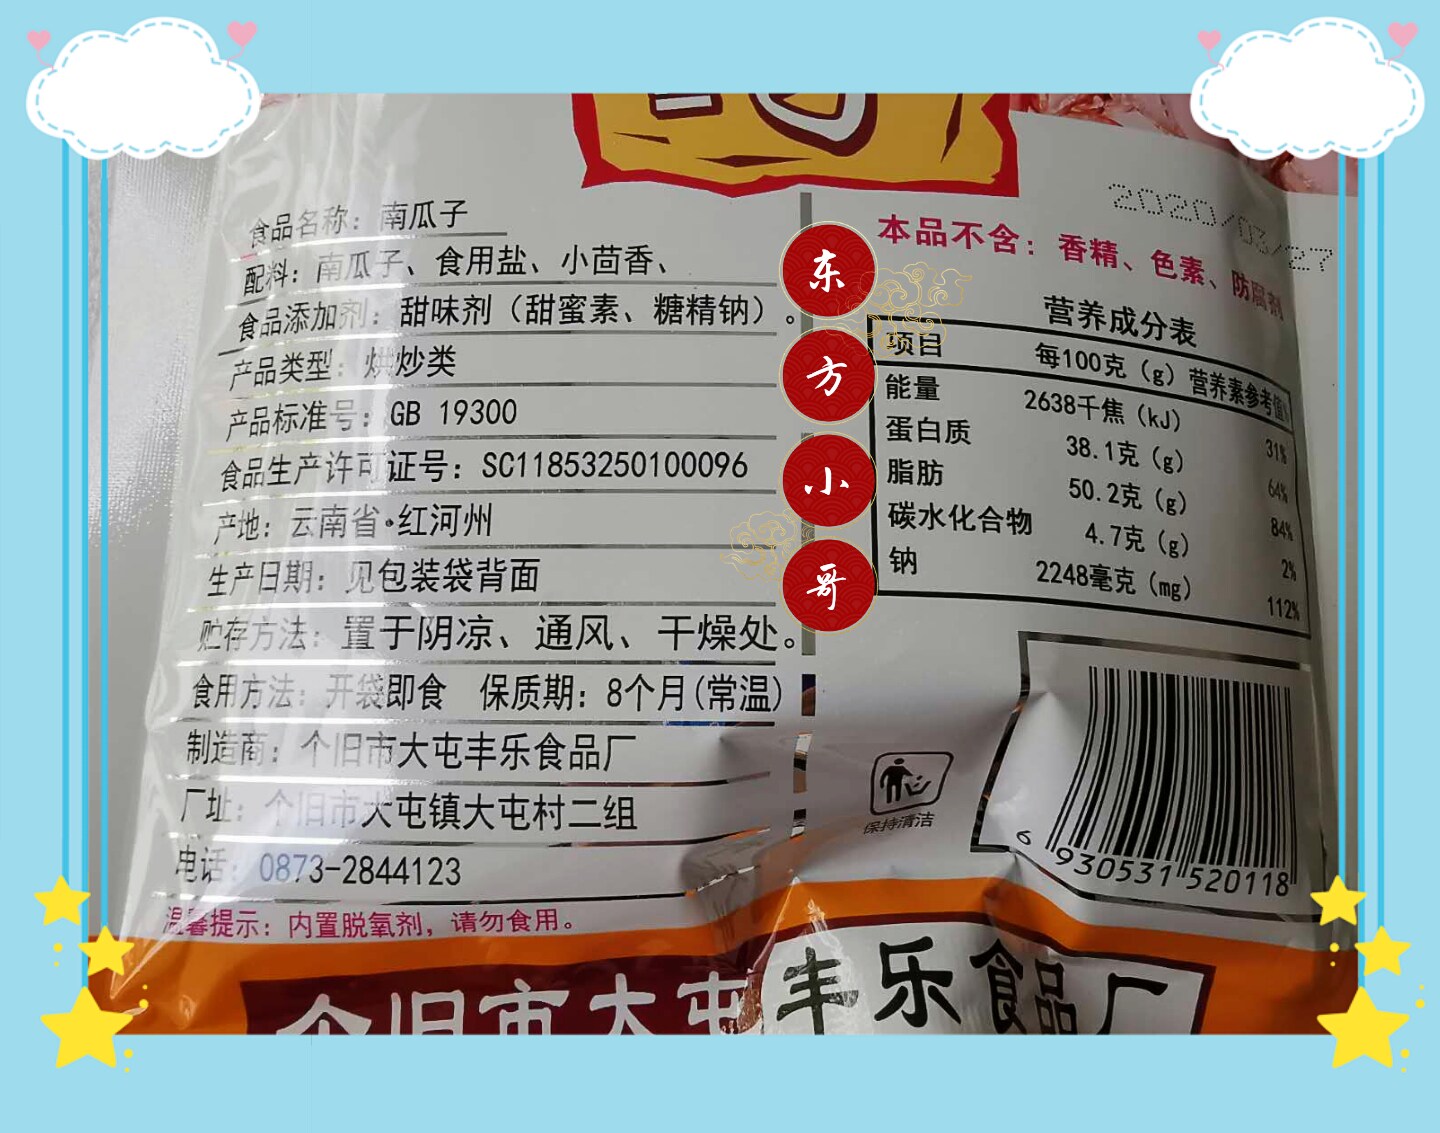 食品名称：南瓜子
配料：南瓜子、食用盐、小茴香、
食品添加剂：甜味剂（甜蜜素、糖精钠）。
产品类型：烘炒类
产品标准号：GB 19300
食品生产许可证号：SC11853250100096
产地：云南省·红河州
生产日期：见包装袋背面
贮存方法：置于阴凉、通风、干燥处。
食用方法：开袋即食 保质期：8个月(常温)
制造商：个旧市大屯丰乐食品厂
厂址：个旧市大屯镇大屯村二组
电话：0873-2844123
温馨提示：内置脱氧剂，请勿食用。
东
方
小
哥
2020/03/27
本品不含：香精、色素、防腐剂
营养成分表
项目 每100克（g）营养素参考值%
能量 2638千焦（kJ） 31%
蛋白质 38.1克（g） 64%
脂肪 50.2克（g） 84%
碳水化合物 4.7克（g） 2%
钠 2248毫克（mg） 112%
保持清洁
6 930531 520118
个旧市大屯丰乐食品厂